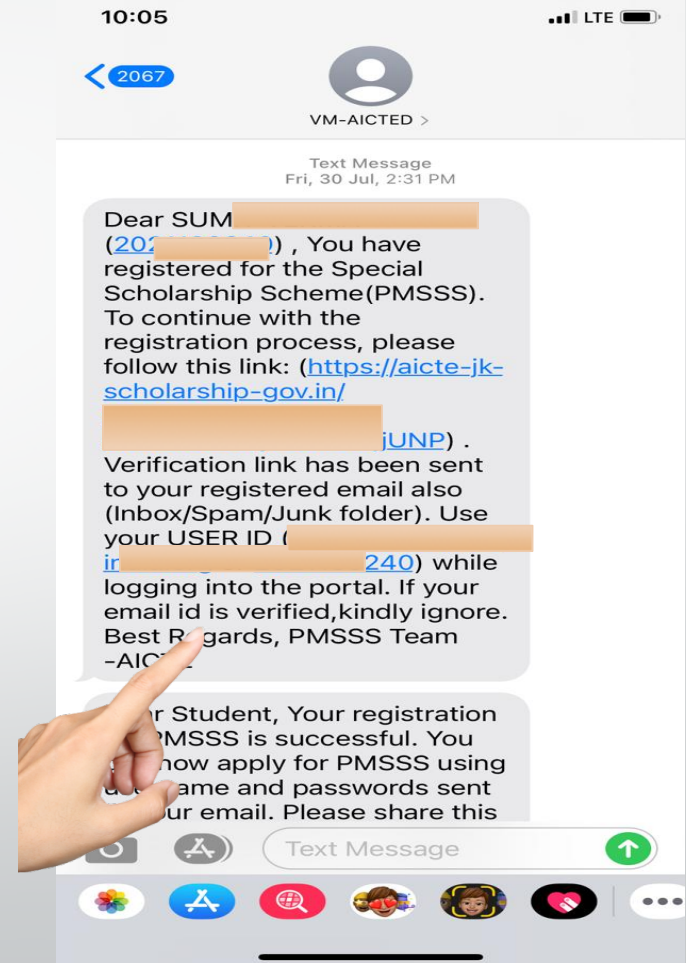 10:05
LTE
2067
VM-AICTED >
Text Message
Fri, 30 Jul, 2:31 PM
Dear SUM
(202 ) , You have
registered for the Special
Scholarship Scheme(PMSSS).
To continue with the
registration process, please
follow this link: (https://aicte-jk-
scholarship-gov.in/
jUNP) .
Verification link has been sent
to your registered email also
(Inbox/Spam/Junk folder). Use
your USER ID (
240) while
logging into the portal. If your
email id is verified,kindly ignore.
Best Regards, PMSSS Team
Student, Your registration
PMSSS is successful. You
now apply for PMSSS using
and passwords sent
email. Please share this
Text Message